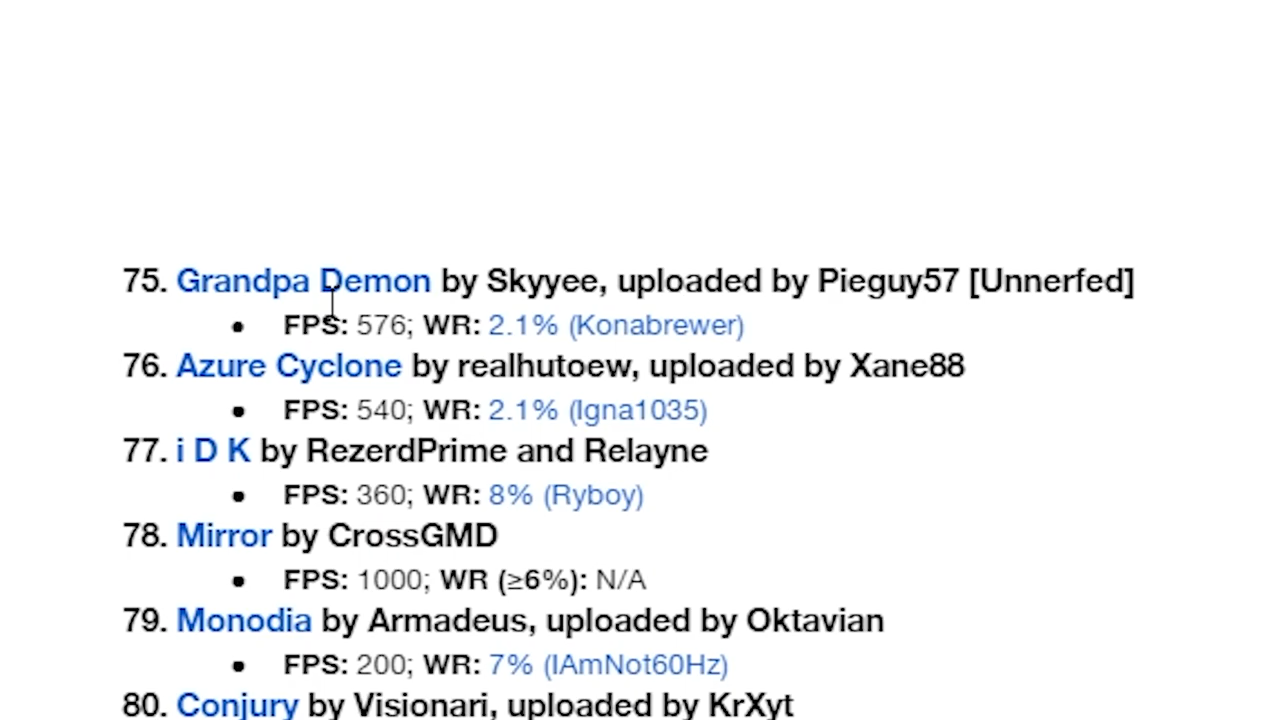 75. Grandpa Demon by Skyyee, uploaded by Pieguy57 [Unnerfed]
● FPS: 576; WR: 2.1% (Konabrewer)
76. Azure Cyclone by realhutoew, uploaded by Xane88
● FPS: 540; WR: 2.1% (Igna1035)
77. i D K by RezerdPrime and Relayne
● FPS: 360; WR: 8% (Ryboy)
78. Mirror by CrossGMD
● FPS: 1000; WR (≥6%): N/A
79. Monodia by Armadeus, uploaded by Oktavian
● FPS: 200; WR: 7% (IAmNot60Hz)
80. Conjury by Visionari, uploaded by KrXyt